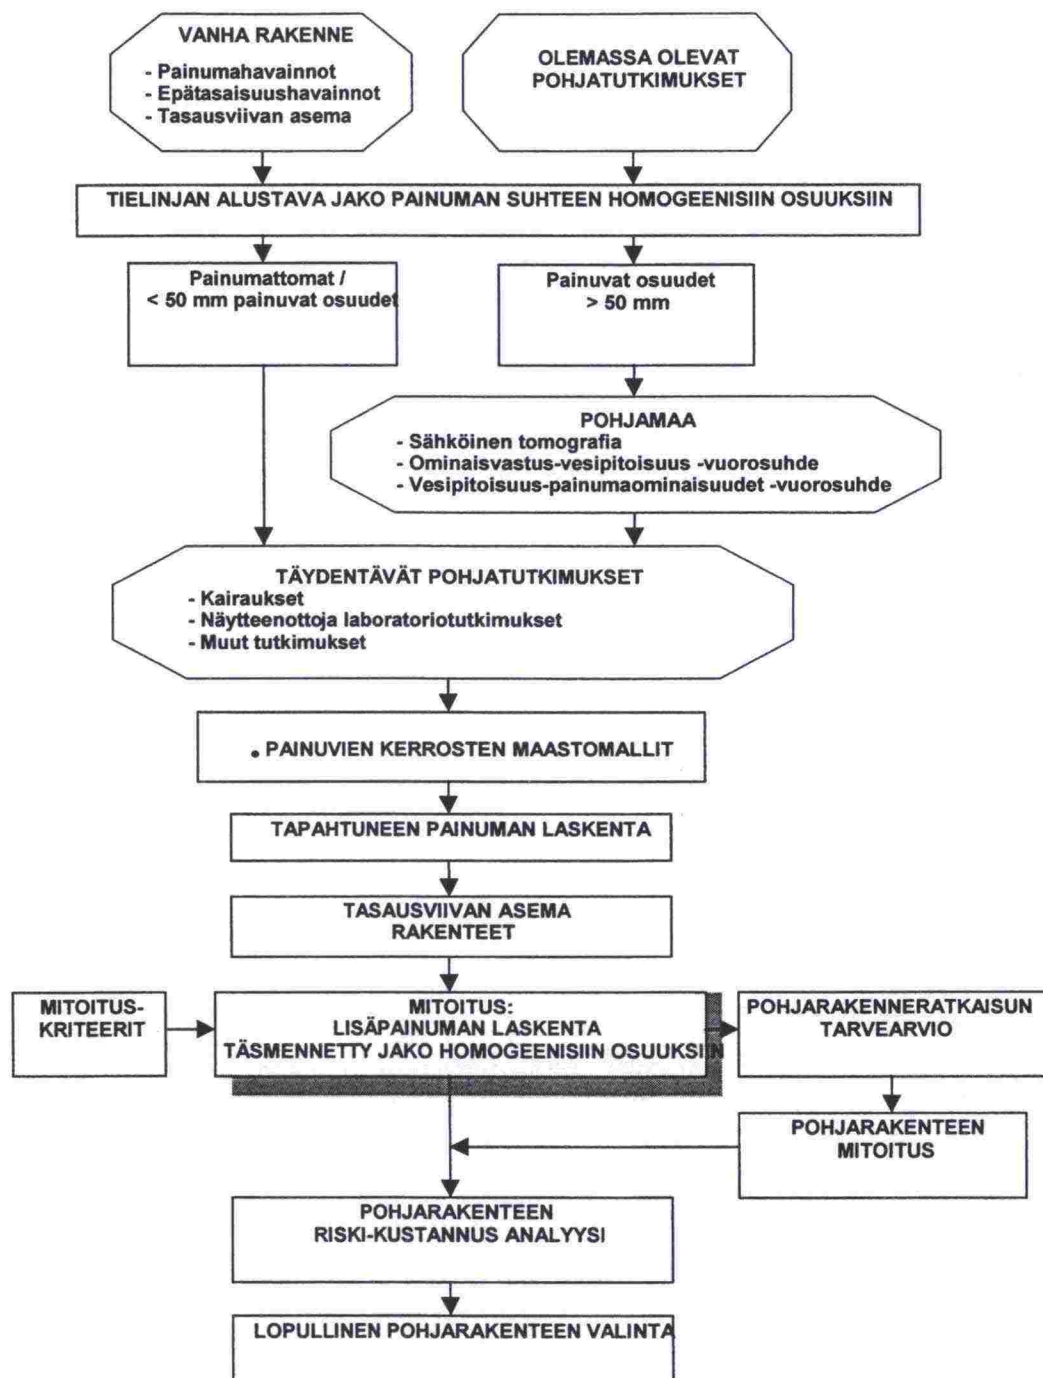 VANHA RAKENNE
- Painumahavainnot
- Epätasaisuushavainnot
- Tasausviivan asema
OLEMASSA OLEVAT
POHJATUTKIMUKSET
TIELINJAN ALUSTAVA JAKO PAINUMAN SUHTEEN HOMOGEENISIIN OSUUKSIIN
Painumattomat /
< 50 mm painuvat osuudet
Painuvat osuudet
> 50 mm
POHJAMAA
- Sähköinen tomografia
- Ominaisvastus-vesipitoisuus -vuorosuhde
- Vesipitoisuus-painumaominaisuudet -vuorosuhde
TÄYDENTÄVÄT POHJATUTKIMUKSET
- Kairaukset
- Näytteenottoja laboratoriotutkimukset
- Muut tutkimukset
. PAINUVIEN KERROSTEN MAASTOMALLIT
TAPAHTUNEEN PAINUMAN LASKENTA
TASAUSVIIVAN ASEMA
RAKENTEET
MITOITUS-
KRITEERIT
MITOITUS:
LISÄPAINUMAN LASKENTA
TÄSMENNETTY JAKO HOMOGEENISIIN OSUUKSIIN
POHJARAKENNERATKAISUN
TARVEARVIO
POHJARAKENTEEN
MITOITUS
POHJARAKENTEEN
RISKI-KUSTANNUS ANALYYSI
LOPULLINEN POHJARAKENTEEN VALINTA